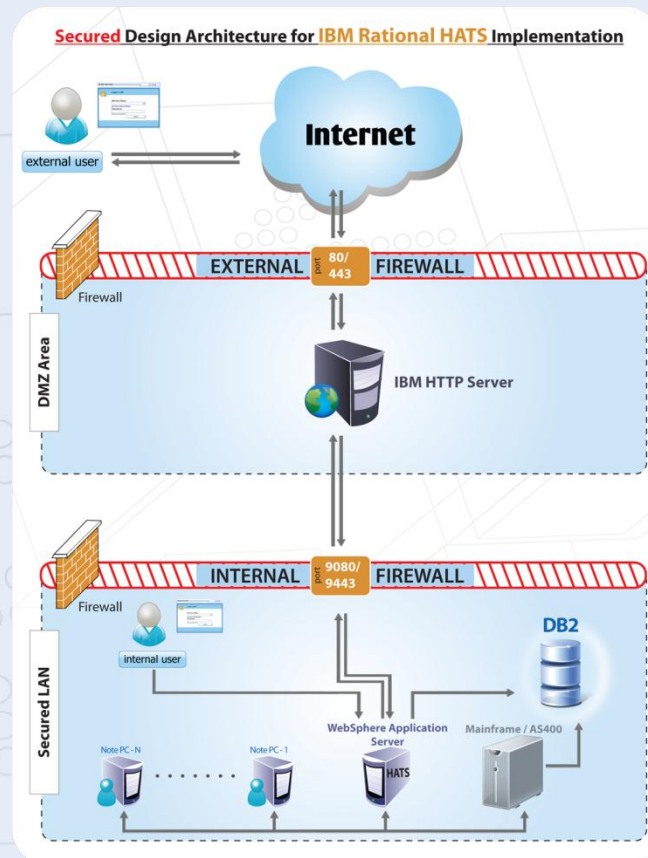 Secured Design Architecture for IBM Rational HATS Implementation
Internet
external user
EXTERNAL
port
80/
443
FIREWALL
Firewall
DMZ Area
IBM HTTP Server
INTERNAL
port
9080/
9443
FIREWALL
Firewall
Secured LAN
internal user
DB2
WebSphere Application
Server
Mainframe / AS400
Note PC - N
Note PC - 1
HATS